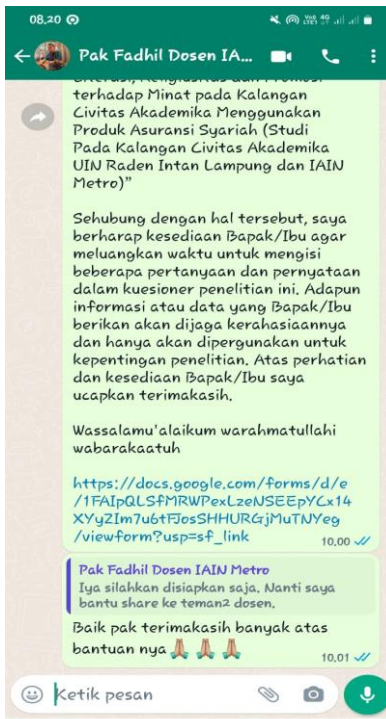 08.20
Pak Fadhil Dosen IA...
Literasi, Religiusitas dan Promosi
terhadap Minat pada Kalangan
Civitas Akademika Menggunakan
Produk Asuransi Syariah (Studi
Pada Kalangan Civitas Akademika
UIN Raden Intan Lampung dan IAIN
Metro)”
Sehubung dengan hal tersebut, saya
berharap kesediaan Bapak/Ibu agar
meluangkan waktu untuk mengisi
beberapa pertanyaan dan pernyataan
dalam kuesioner penelitian ini. Adapun
informasi atau data yang Bapak/Ibu
berikan akan dijaga kerahasiaannya
dan hanya akan dipergunakan untuk
kepentingan penelitian. Atas perhatian
dan kesediaan Bapak/Ibu saya
ucapkan terimakasih.
Wassalamu'alaikum warahmatullahi
wabarakaatuh
https://docs.google.com/forms/d/e
/1FAIpQLSfMRWPexLzeNSEEpYCx14
XYyZIm7u6tFJosSHHURGjMuTNYeg
/viewform?usp=sf_link
10.00
Pak Fadhil Dosen IAIN Metro
Iya silahkan disiapkan saja. Nanti saya
bantu share ke teman2 dosen.
Baik pak terimakasih banyak atas
bantuan nya 🙏🙏🙏
10.01
Ketik pesan